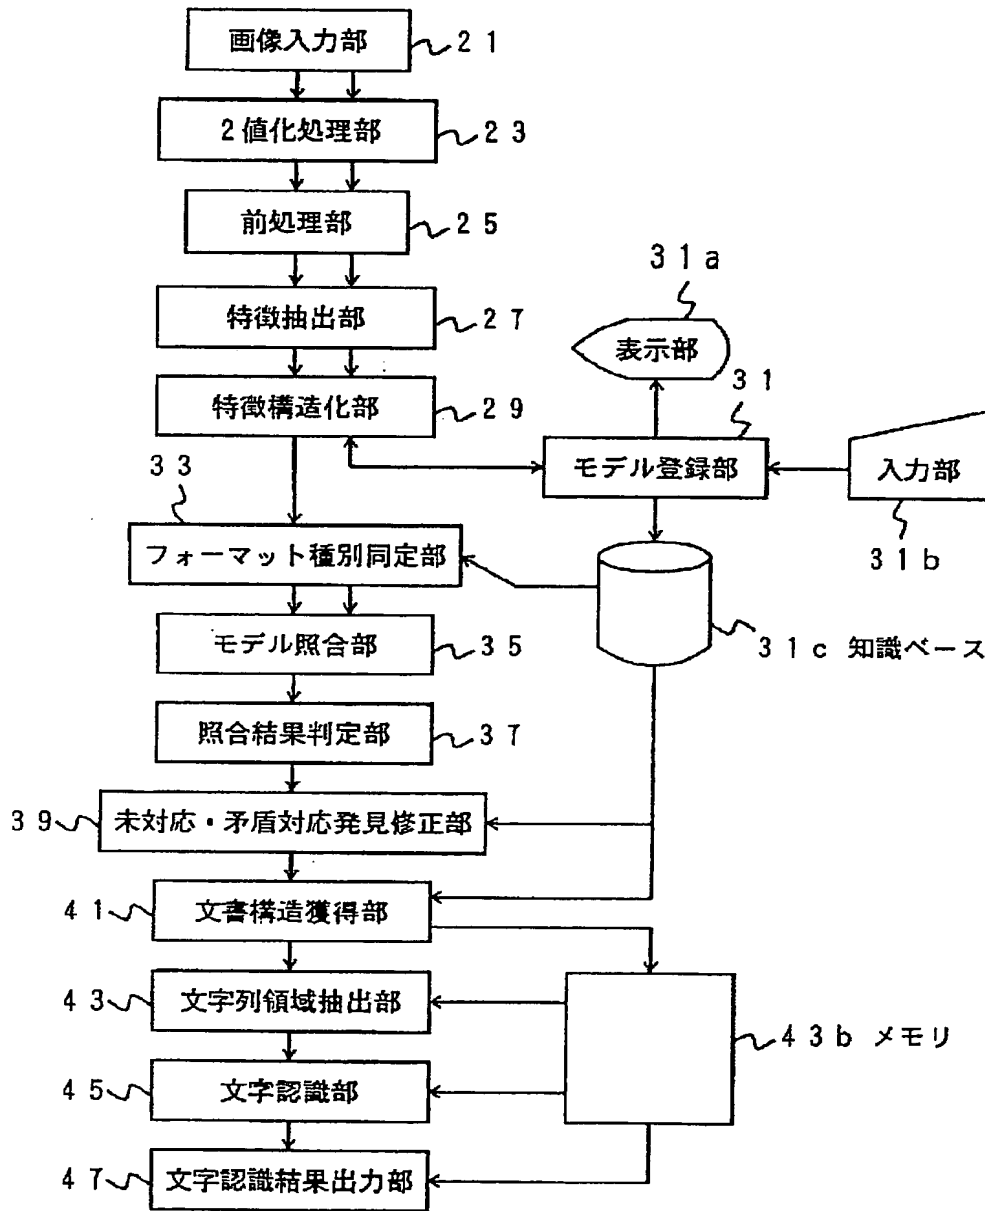 画像入力部 21
2値化処理部 23
前処理部 25
31a
特徴抽出部 27
表示部
31
特徴構造化部 29
33
モデル登録部
入力部
フォーマット種別同定部
31b
モデル照合部 35
31c 知識ベース
照合結果判定部 37
39 未対応・矛盾対応発見修正部
41 文書構造獲得部
43 文字列領域抽出部
43b メモリ
45 文字認識部
47 文字認識結果出力部